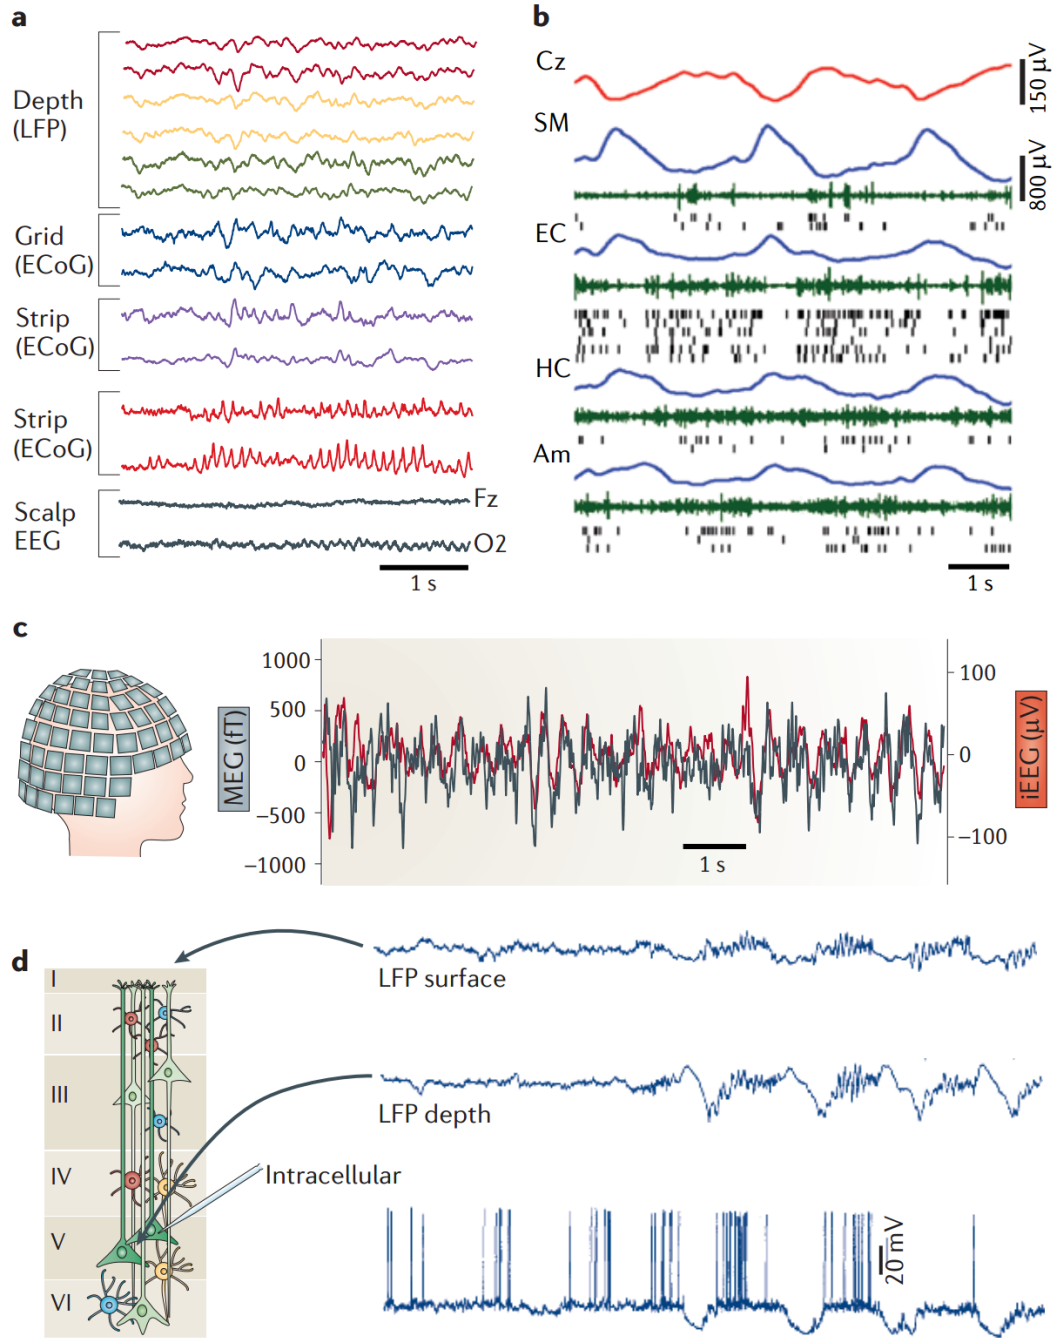 a
Depth
(LFP)
Grid
(ECoG)
Strip
(ECoG)
Strip
(ECoG)
Scalp
EEG
Fz
O2
1 s
b
Cz
150 μV
SM
800 μV
EC
HC
Am
1 s
c
MEG (fT)
1000
500
0
−500
−1000
1 s
100
0
−100
iEEG (μV)
d
I
II
III
IV
V
VI
LFP surface
LFP depth
Intracellular
20 mV